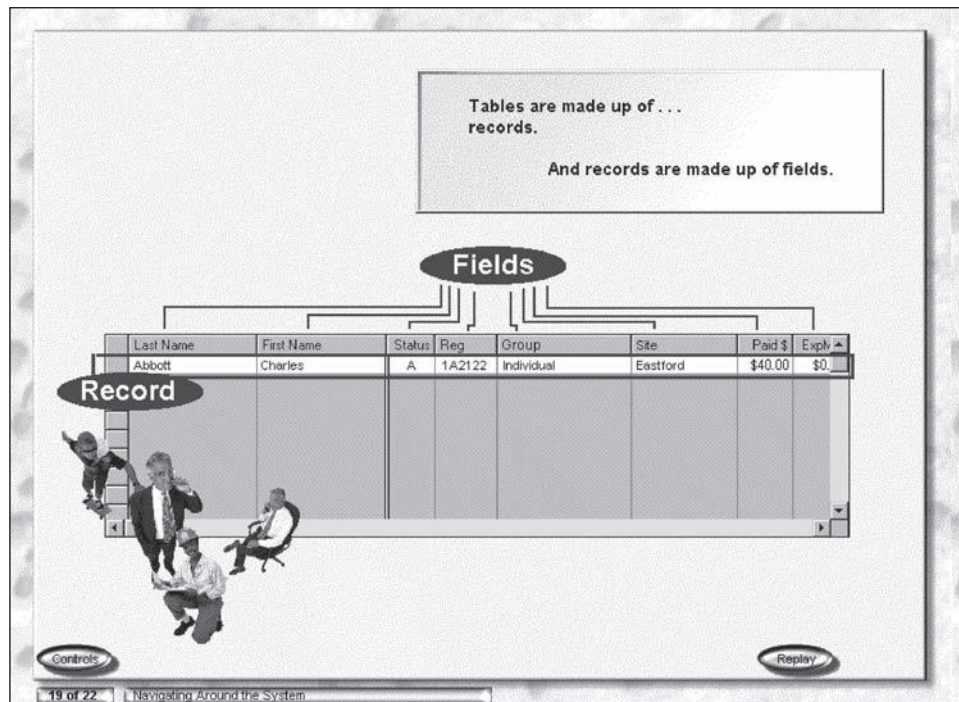 Tables are made up of . . .
records.
And records are made up of fields.
Fields
Last Name First Name Status Reg Group Site Paid $
Abbott Charles A 1A2122 Individual Eastford $40.00 $0.
Record
Controls Replay
19 of 22 Navigating Around the System